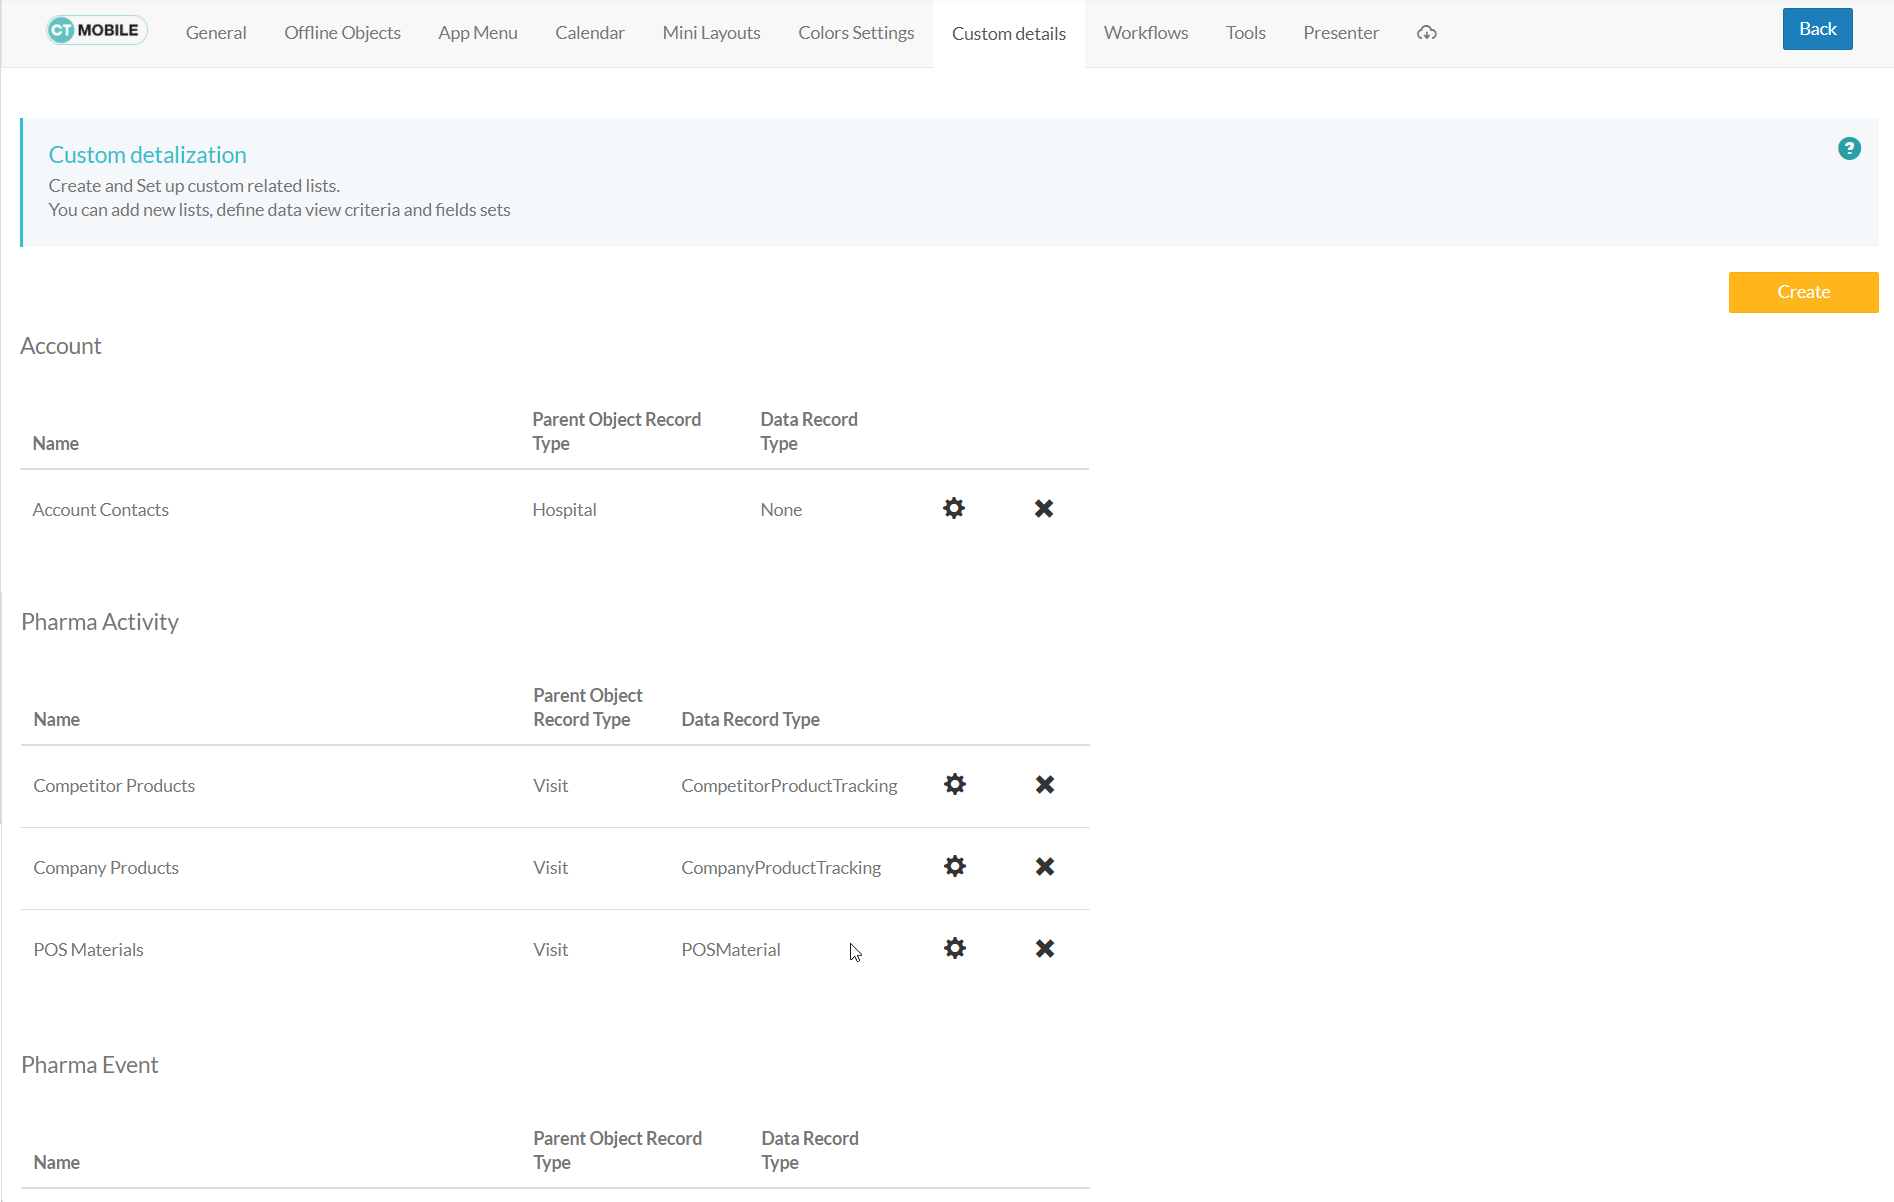 CT MOBILE
General
Offline Objects
App Menu
Calendar
Mini Layouts
Colors Settings
Custom details
Workflows
Tools
Presenter
Back
Custom detalization
?
Create and Set up custom related lists.
You can add new lists, define data view criteria and fields sets
Create
Account
Name
Parent Object Record
Type
Data Record
Type
Account Contacts
Hospital
None
Pharma Activity
Name
Parent Object
Record Type
Data Record Type
Competitor Products
Visit
CompetitorProductTracking
Company Products
Visit
CompanyProductTracking
POS Materials
Visit
POSMaterial
Pharma Event
Name
Parent Object Record
Type
Data Record
Type